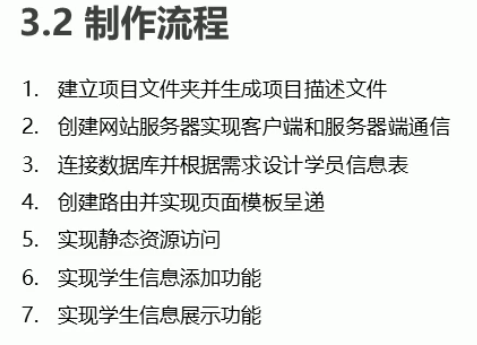 3.2 制作流程
1. 建立项目文件夹并生成项目描述文件
2. 创建网站服务器实现客户端和服务器端通信
3. 连接数据库并根据需求设计学员信息表
4. 创建路由并实现页面模板呈递
5. 实现静态资源访问
6. 实现学生信息添加功能
7. 实现学生信息展示功能